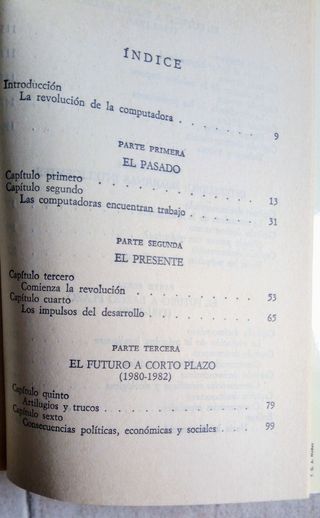 ÍNDICE
Introducción
La revolución de la computadora . . . . . . . 9
PARTE PRIMERA
EL PASADO
Capítulo primero . . . . . . . . . . . . 13
Capítulo segundo
Las computadoras encuentran trabajo . . . . . . 31
PARTE SEGUNDA
EL PRESENTE
Capítulo tercero
Comienza la revolución . . . . . . . . . 53
Capítulo cuarto
Los impulsos del desarrollo . . . . . . . . 65
PARTE TERCERA
EL FUTURO A CORTO PLAZO
(1980-1982)
Capítulo quinto
Artilugios y trucos . . . . . . . . . . 79
Capítulo sexto
Consecuencias políticas, económicas y sociales . . . 99